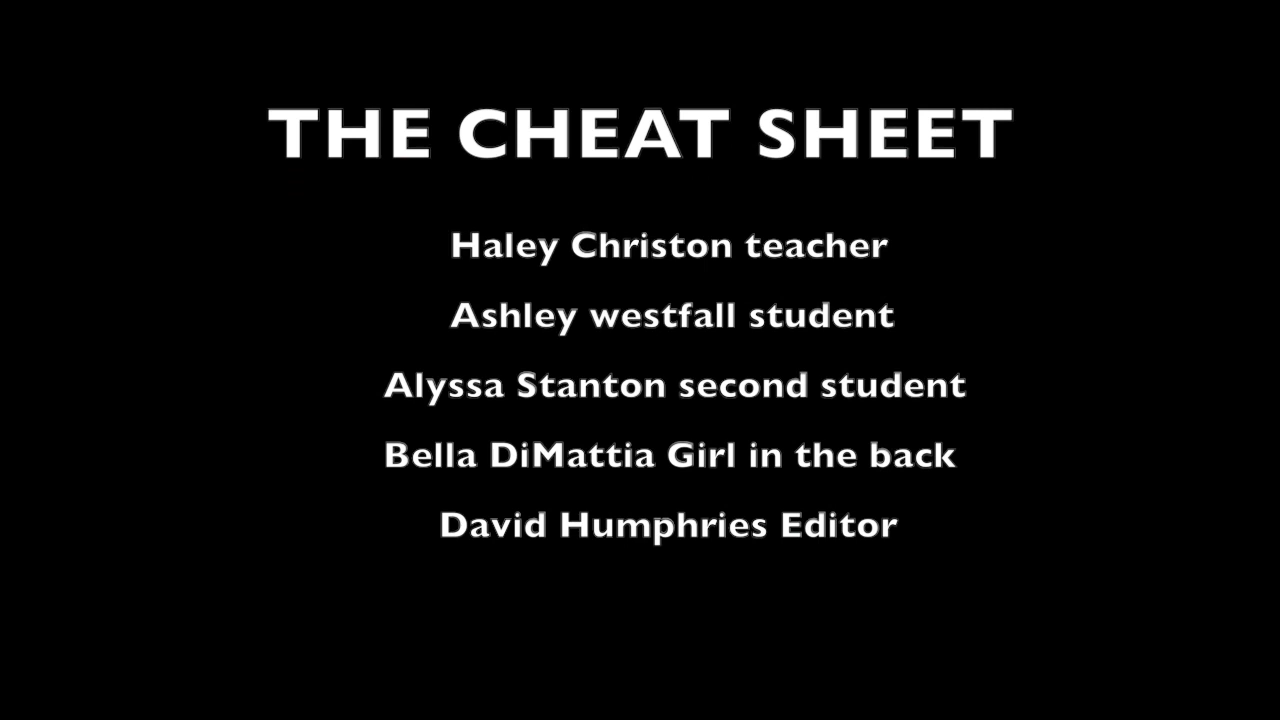 THE CHEAT SHEET
Haley Christon teacher
Ashley westfall student
Alyssa Stanton second student
Bella DiMattia Girl in the back
David Humphries Editor